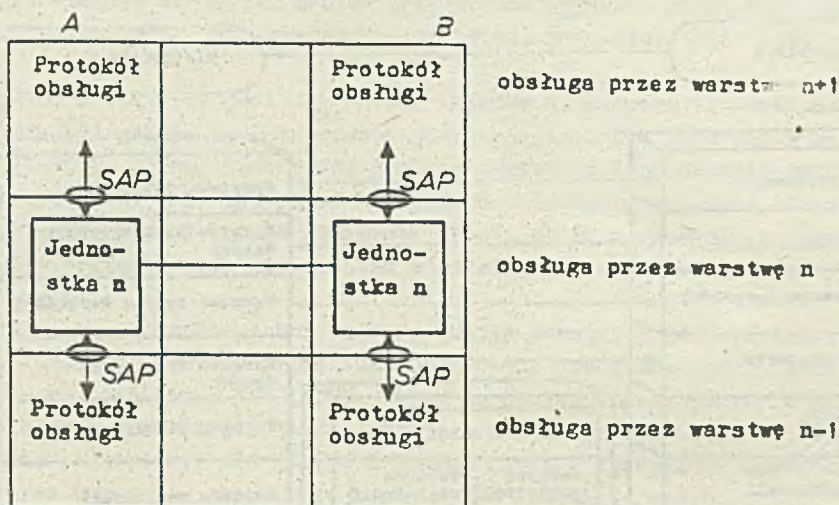 A
B
Protokół
obsługi
Protokół
obsługi
obsługa przez n+1
SAP
SAP
Jedno-
stka n
Jedno-
stka n
obsługa przez warstwę n
SAP
SAP
Protokół
obsługi
Protokół
obsługi
obsługa przez warstwę n-1